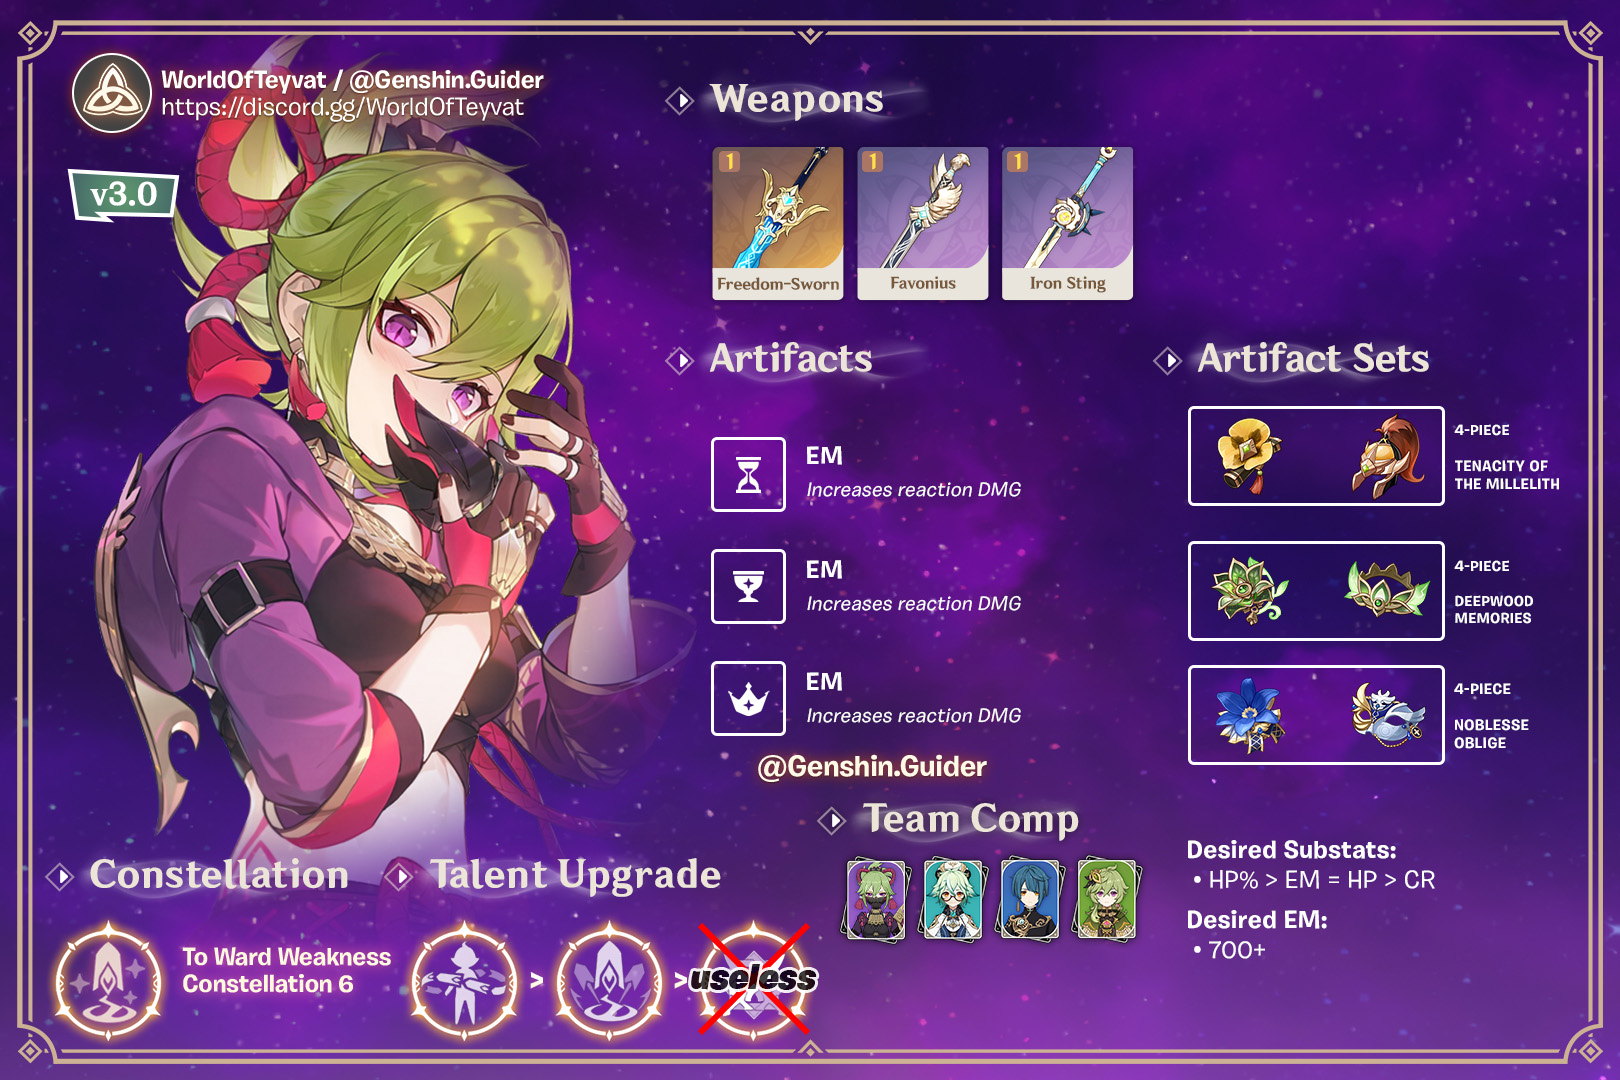 WorldOfTeyvat / @Genshin.Guider
https://discord.gg/WorldOfTeyvat
v3.0
Weapons
1
1
1
Freedom-Sworn
Favonius
Iron Sting
Artifacts
EM
Increases reaction DMG
EM
Increases reaction DMG
EM
Increases reaction DMG
@Genshin.Guider
Artifact Sets
4-PIECE
TENACITY OF
THE MILLELITH
4-PIECE
DEEPWOOD
MEMORIES
4-PIECE
NOBLESSE
OBLIGE
Team Comp
Desired Substats:
• HP% > EM = HP > CR
Desired EM:
• 700+
Constellation
To Ward Weakness
Constellation 6
Talent Upgrade
>
>
useless